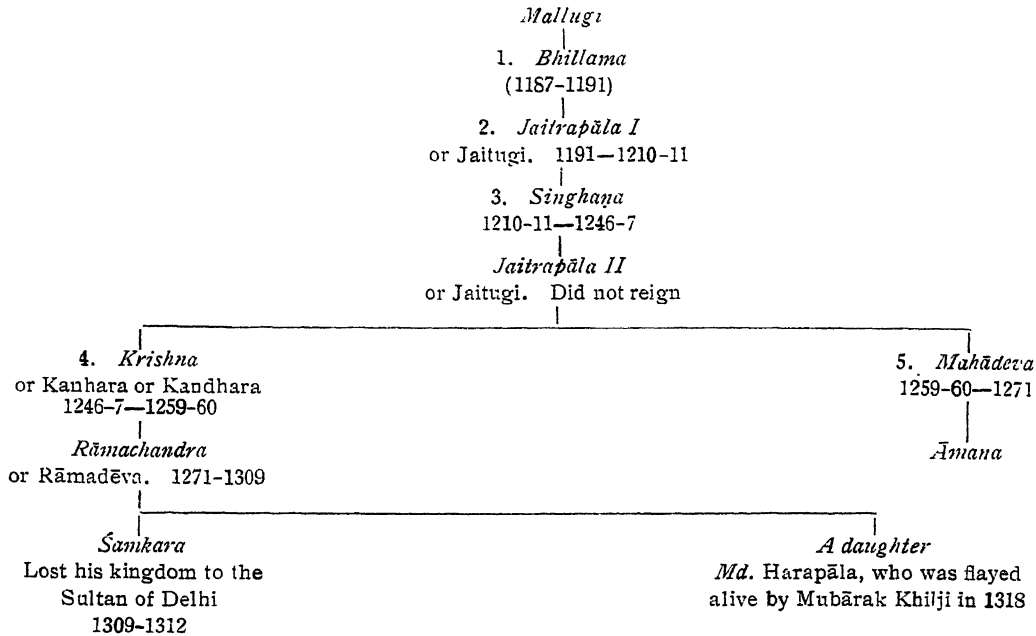 Mallugi
1. Bhillama
(1187-1191)
2. Jaitrapāla I
or Jaitugi. 1191—1210-11
3. Singhaṇa
1210-11—1246-7
Jaitrapāla II
or Jaitugi. Did not reign
4. Krishna
or Kanhara or Kandhara
1246-7—1259-60
5. Mahādeva
1259-60—1271
Rāmachandra
or Rāmadēva. 1271-1309
Āmana
Śaṁkara
Lost his kingdom to the
Sultan of Delhi
1309-1312
A daughter
Md. Harapāla, who was flayed
alive by Mubārak Khilji in 1318